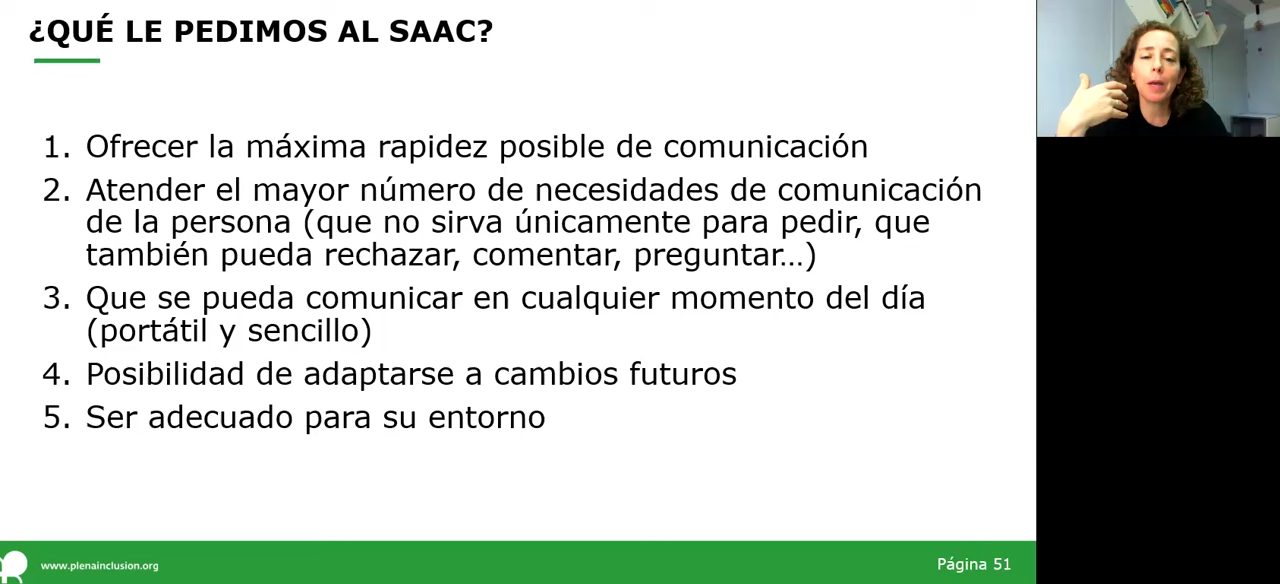 ¿QUÉ LE PEDIMOS AL SAAC?
1. Ofrecer la máxima rapidez posible de comunicación
2. Atender el mayor número de necesidades de comunicación
de la persona (que no sirva únicamente para pedir, que
también pueda rechazar, comentar, preguntar…)
3. Que se pueda comunicar en cualquier momento del día
(portátil y sencillo)
4. Posibilidad de adaptarse a cambios futuros
5. Ser adecuado para su entorno
www.plenainclusion.org
Página 51